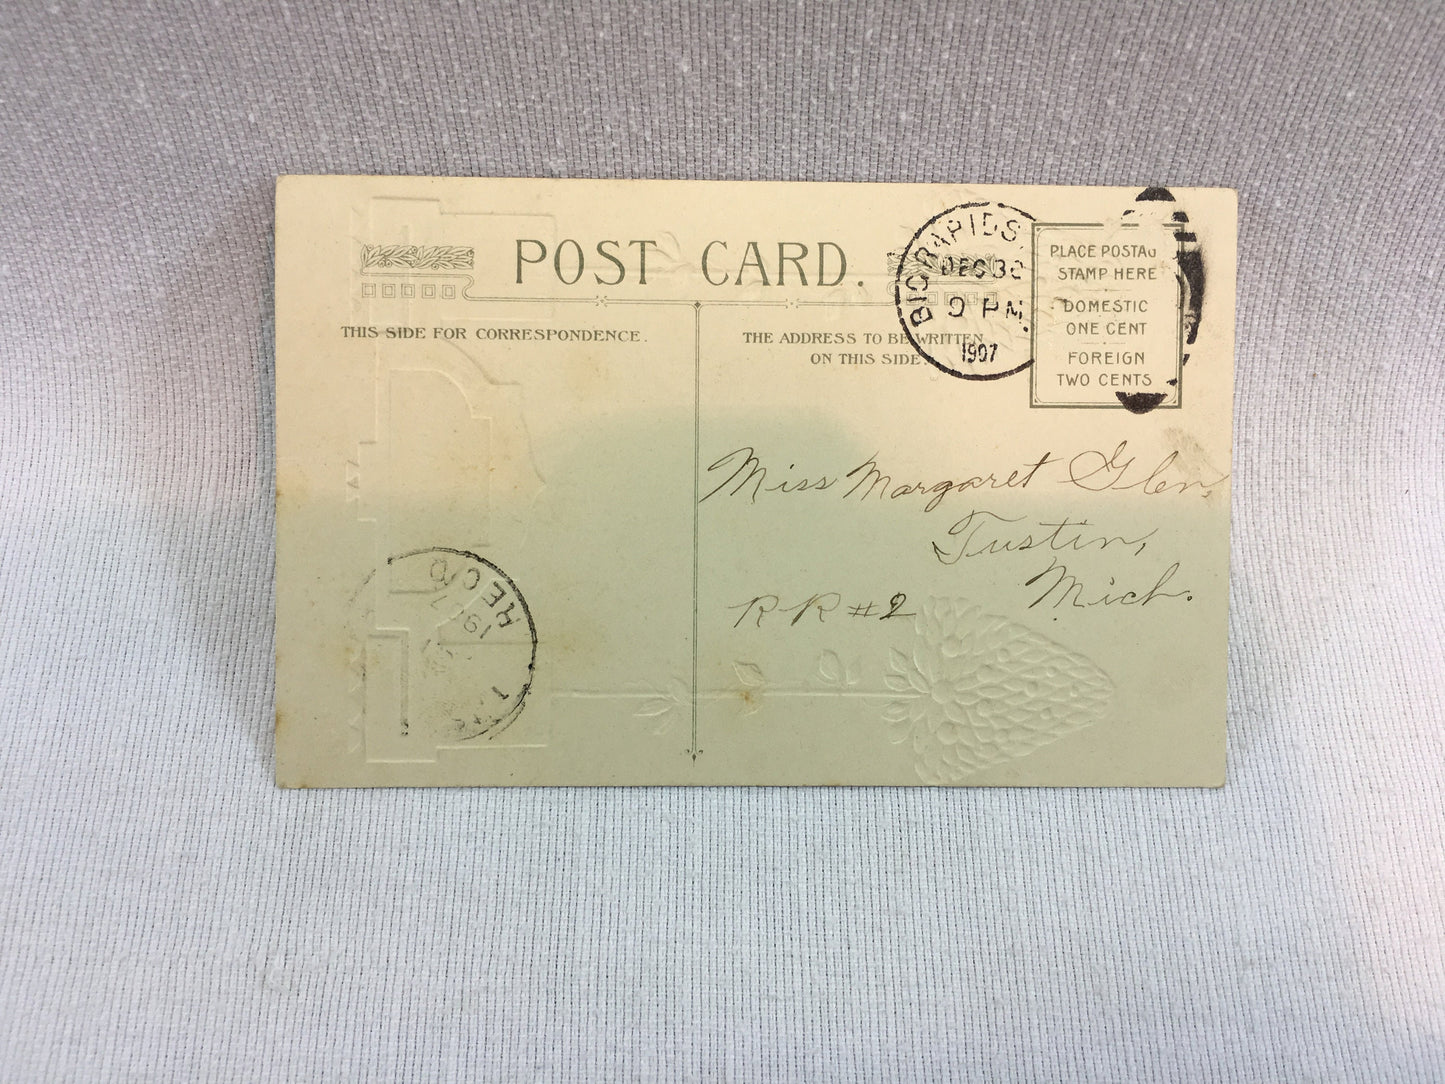 POST CARD.
THIS SIDE FOR CORRESPONDENCE.
THE ADDRESS TO BE WRITTEN
ON THIS SIDE.
BIG RAPIDS,
DEC 30
9 PM
1907
PLACE POSTAG
STAMP HERE
DOMESTIC
ONE CENT
FOREIGN
TWO CENTS
Miss Margaret Glen,
Tustin,
Mich.
RR #2
REC'D